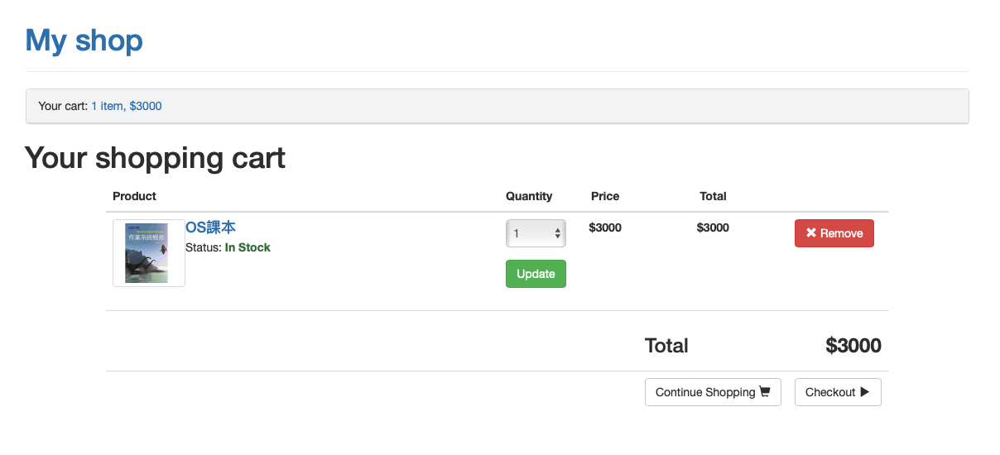 My shop
Your cart: 1 item, $3000
Your shopping cart
Product Quantity Price Total
作業系統概念
OS課本
Status: In Stock
1
$3000
$3000
Remove
Update
Total $3000
Continue Shopping
Checkout